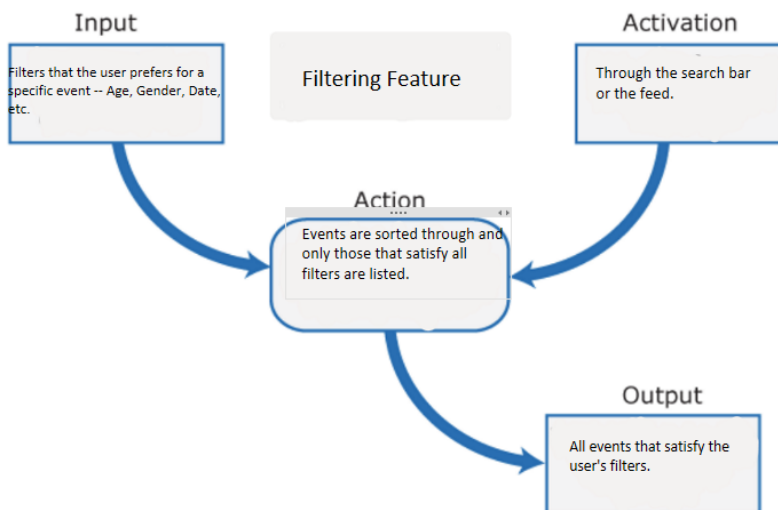 Input
Filters that the user prefers for a
specific event -- Age, Gender, Date,
etc.
Filtering Feature
Activation
Through the search bar
or the feed.
Action
Events are sorted through and
only those that satisfy all
filters are listed.
Output
All events that satisfy the
user's filters.